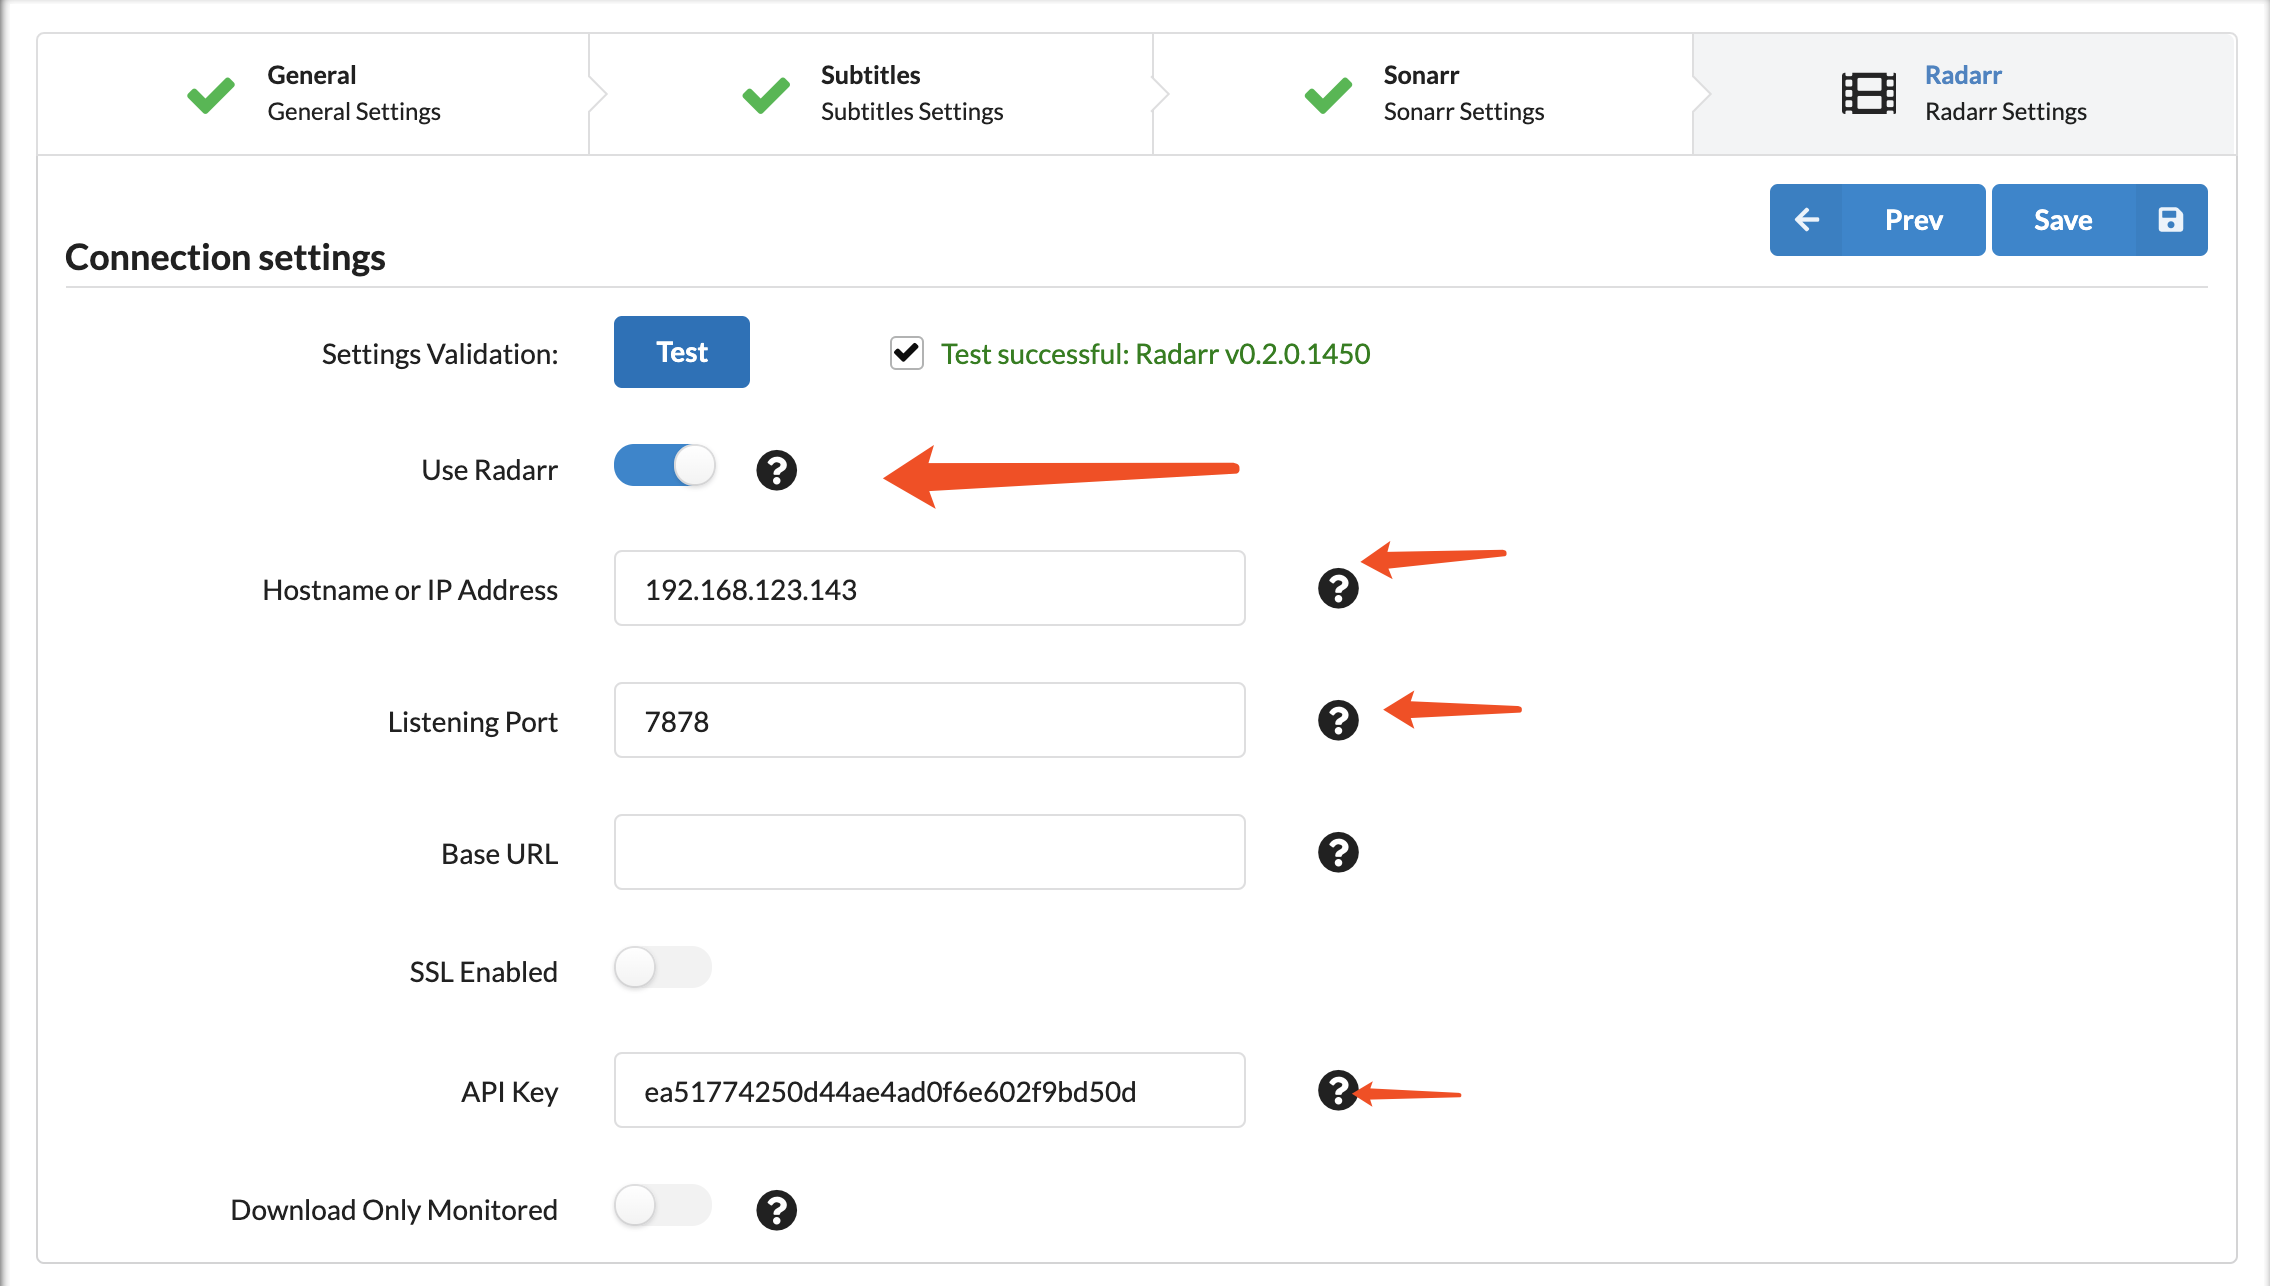 General
General Settings
Subtitles
Subtitles Settings
Sonarr
Sonarr Settings
Radarr
Radarr Settings
Prev
Save
Connection settings
Settings Validation:
Test
Test successful: Radarr v0.2.0.1450
Use Radarr
Hostname or IP Address
192.168.123.143
Listening Port
7878
Base URL
SSL Enabled
API Key
ea51774250d44ae4ad0f6e602f9bd50d
Download Only Monitored